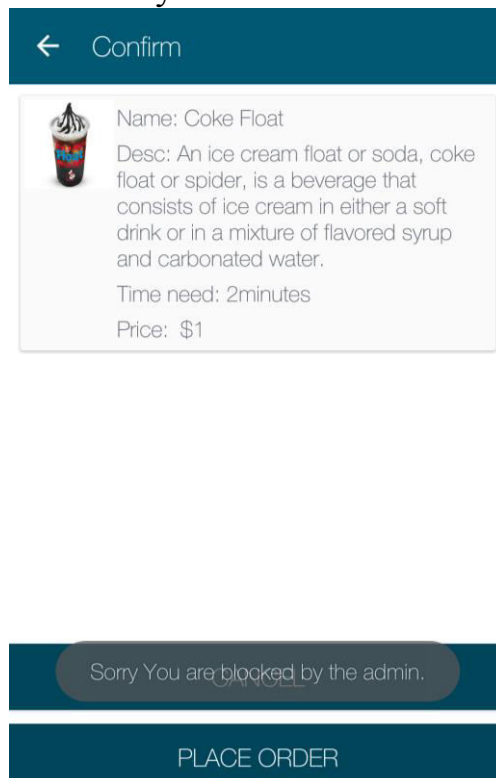 Confirm
Name: Coke Float
Desc: An ice cream float or soda, coke
float or spider, is a beverage that
consists of ice cream in either a soft
drink or in a mixture of flavored syrup
and carbonated water.
Time need: 2minutes
Price: $1
Float
Sorry You are blocked by the admin.
CANCEL
PLACE ORDER